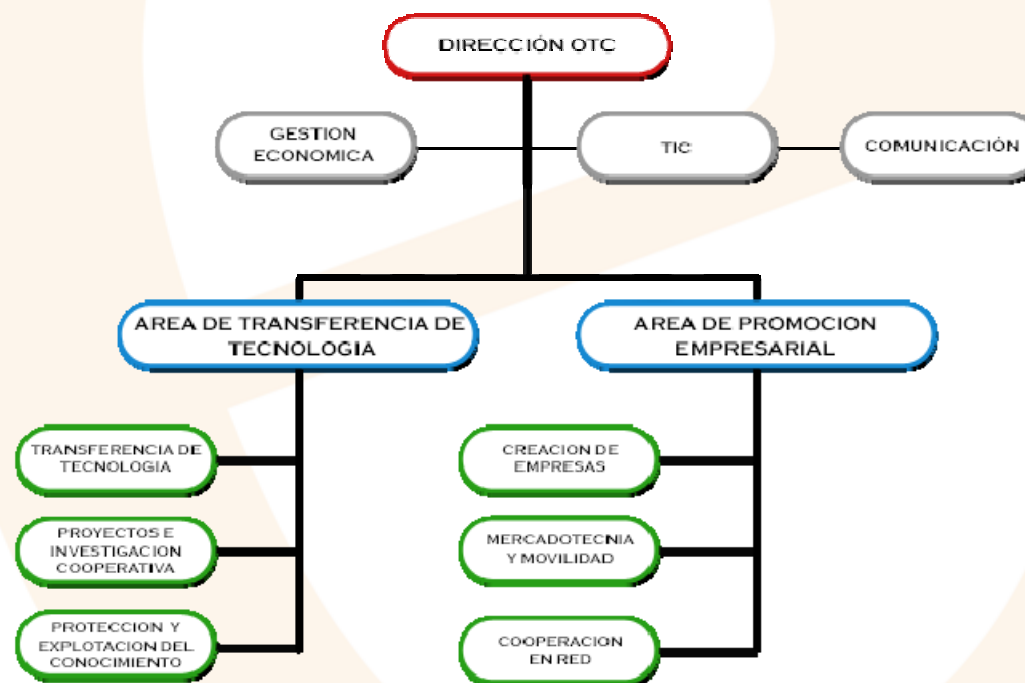 DIRECCIÓN OTC
GESTION
ECONOMICA
TIC
COMUNICACIÓN
AREA DE TRANSFERENCIA DE
TECNOLOGIA
AREA DE PROMOCION
EMPRESARIAL
TRANSFERENCIA DE
TECNOLOGIA
PROYECTOS E
INVESTIGACION
COOPERATIVA
PROTECCION Y
EXPLOTACION DEL
CONOCIMIENTO
CREACION DE
EMPRESAS
MERCADOTECNIA
Y MOVILIDAD
COOPERACION
EN RED